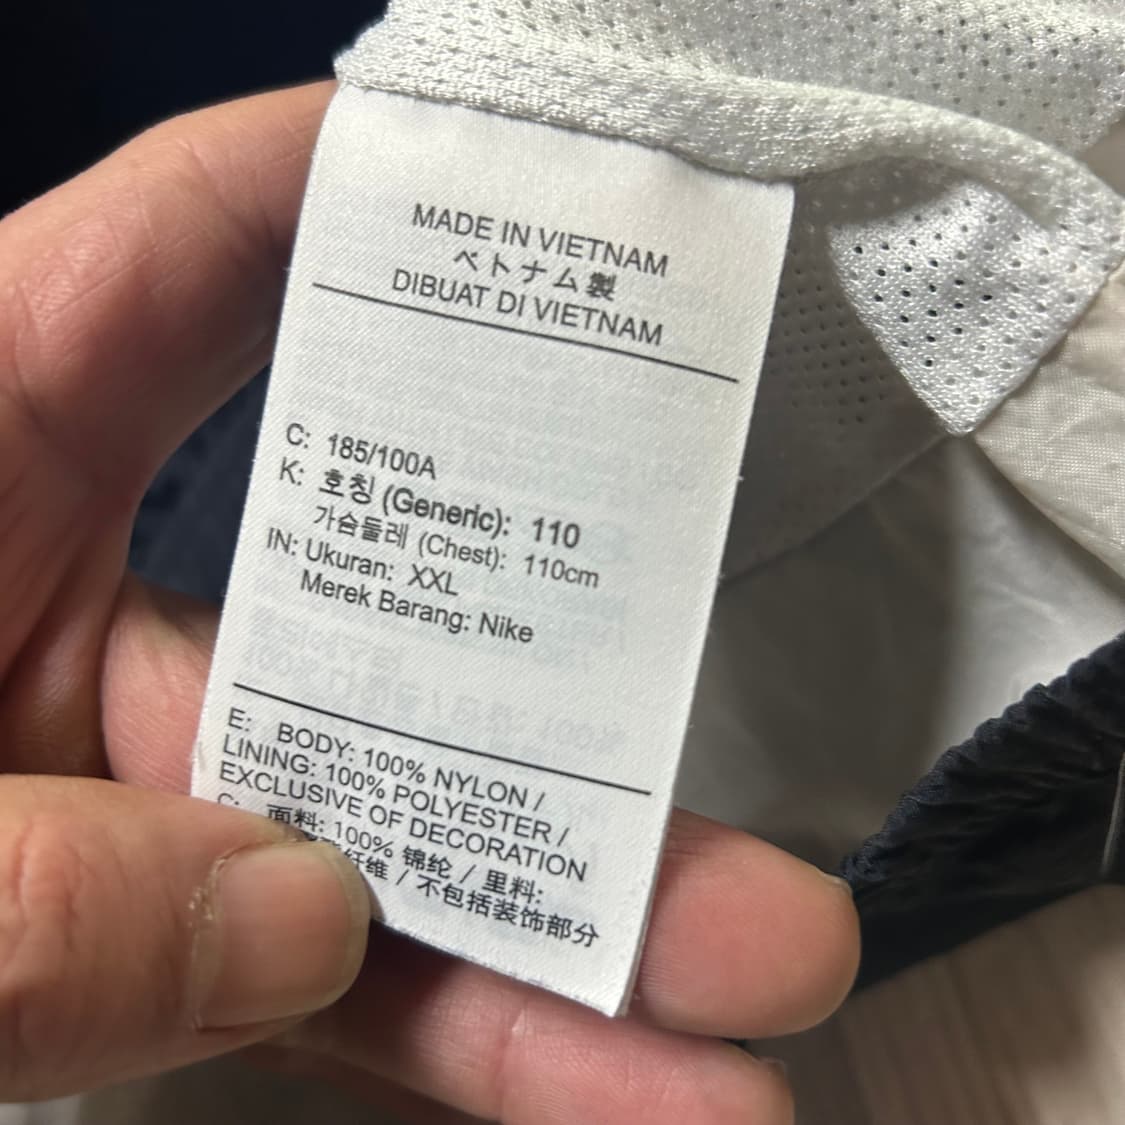 MADE IN VIETNAM
ベトナム製
DIBUAT DI VIETNAM
C: 185/100A
K: 호칭 (Generic): 110
가슴둘레 (Chest): 110cm
IN: Ukuran: XXL
Merek Barang: Nike
E: BODY: 100% NYLON /
LINING: 100% POLYESTER /
EXCLUSIVE OF DECORATION
C: 面料: 100% 锦纶 / 里料:
纤维 / 不包括装饰部分